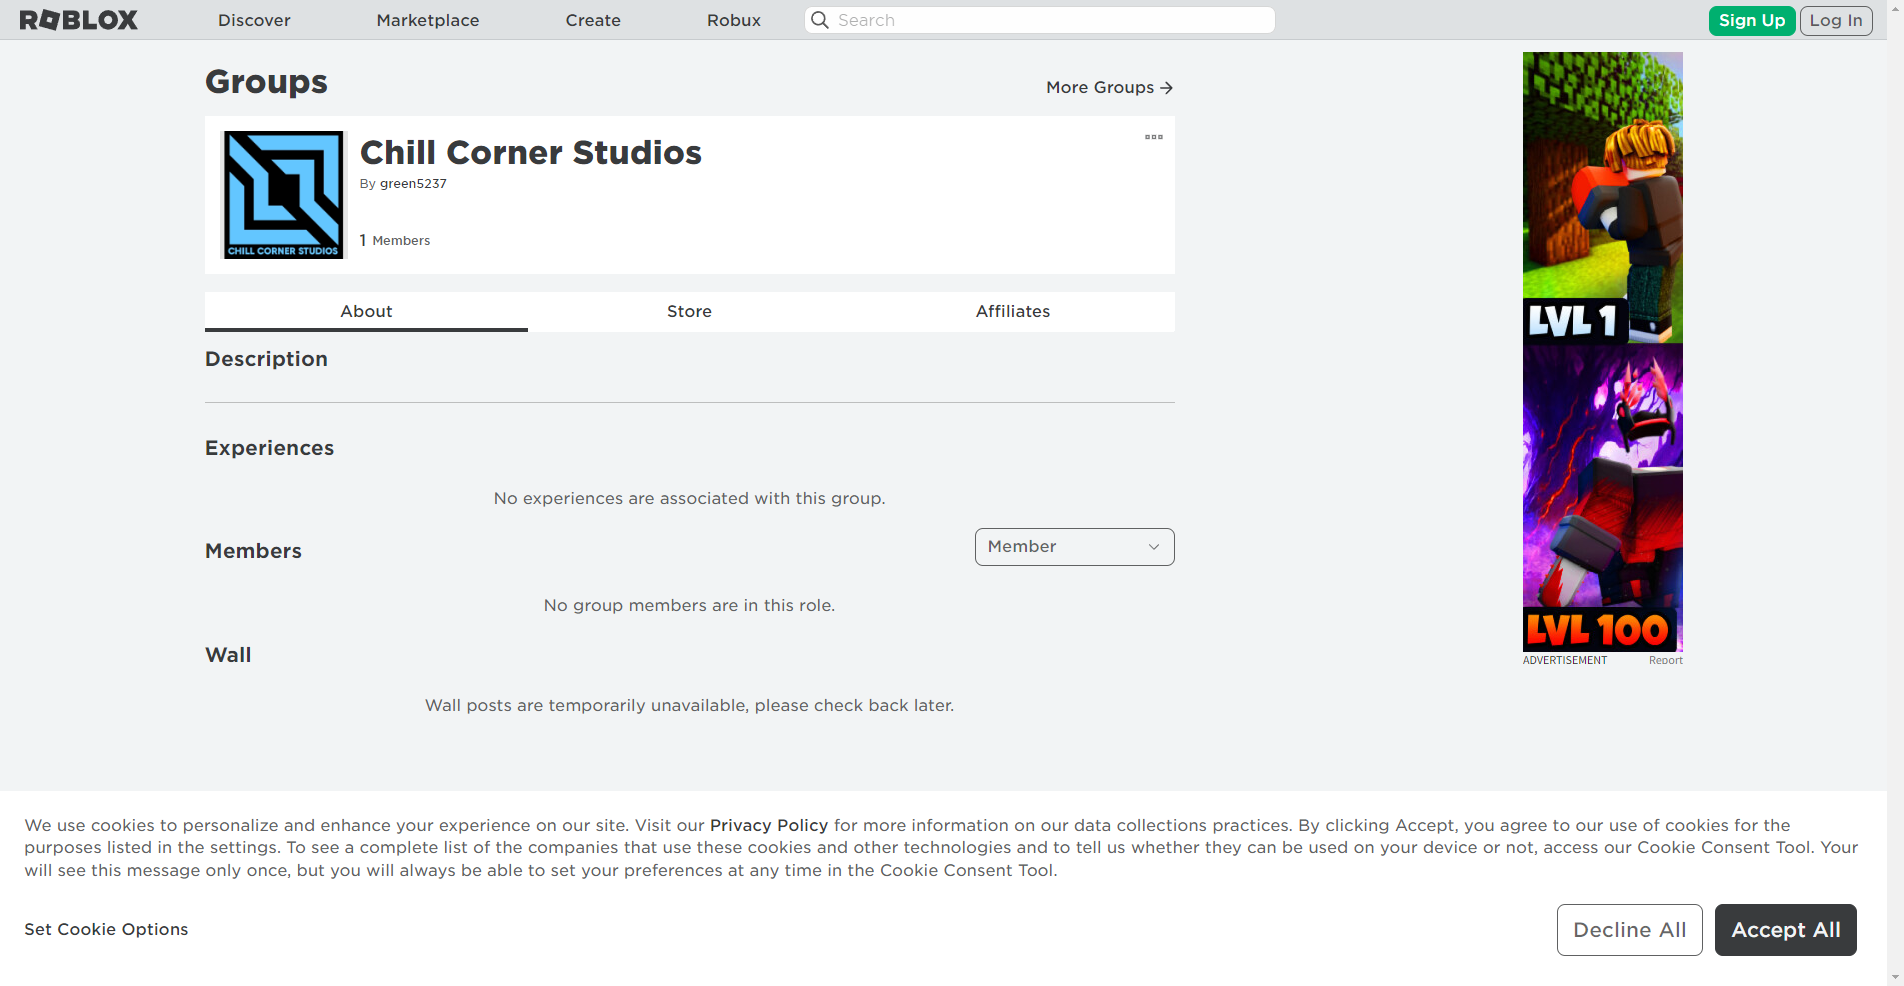 ROBLOX
Discover
Marketplace
Create
Robux
Search
Sign Up
Log In
Groups
More Groups
CHILL CORNER STUDIOS
Chill Corner Studios
By green5237
1 Members
About
Store
Affiliates
Description
Experiences
No experiences are associated with this group.
Members
Member
No group members are in this role.
Wall
Wall posts are temporarily unavailable, please check back later.
LVL 1
LVL 100
ADVERTISEMENT
Report
We use cookies to personalize and enhance your experience on our site. Visit our Privacy Policy for more information on our data collections practices. By clicking Accept, you agree to our use of cookies for the
purposes listed in the settings. To see a complete list of the companies that use these cookies and other technologies and to tell us whether they can be used on your device or not, access our Cookie Consent Tool. Your
will see this message only once, but you will always be able to set your preferences at any time in the Cookie Consent Tool.
Set Cookie Options
Decline All
Accept All